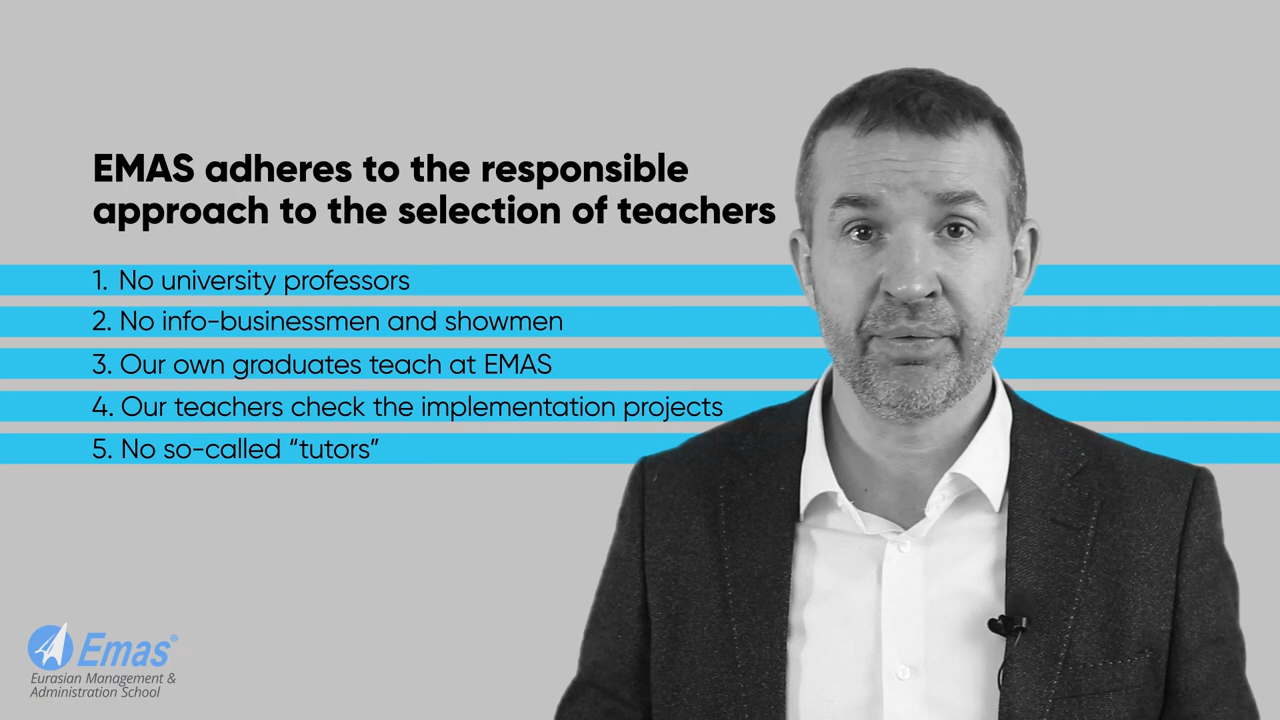 EMAS adheres to the responsible
approach to the selection of teachers
1. No university professors
2. No info-businessmen and showmen
3. Our own graduates teach at EMAS
4. Our teachers check the implementation projects
5. No so-called “tutors”
Emas®
Eurasian Management &
Administration School